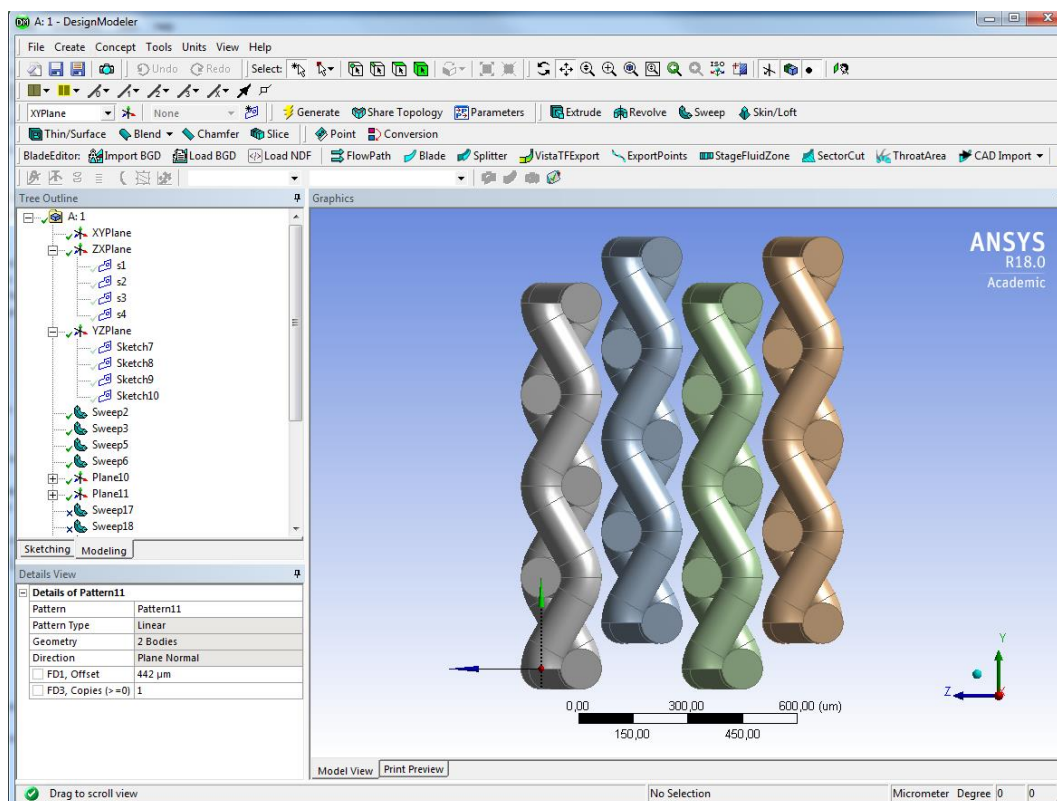 A: 1 - DesignModeler
File Create Concept Tools Units View Help
Undo Redo Select:
XYPlane None Generate Share Topology Parameters Extrude Revolve Sweep Skin/Loft
Thin/Surface Blend Chamfer Slice Point Conversion
BladeEditor: Import BGD Load BGD Load NDF FlowPath Blade Splitter VistaTFExport ExportPoints StageFluidZone SectorCut ThroatArea CAD Import
Tree Outline
A: 1
XYPlane
ZXPlane
s1
s2
s3
s4
YZPlane
Sketch7
Sketch8
Sketch9
Sketch10
Sweep2
Sweep3
Sweep5
Sweep6
Plane10
Plane11
Sweep17
Sweep18
Sketching Modeling
Details View
Details of Pattern11
Pattern Pattern11
Pattern Type Linear
Geometry 2 Bodies
Direction Plane Normal
FD1, Offset 442 µm
FD3, Copies (>=0) 1
Graphics
ANSYS
R18.0
Academic
0,00 300,00 600,00 (um)
150,00 450,00
Y
Z
Model View Print Preview
Drag to scroll view No Selection Micrometer Degree 0 0